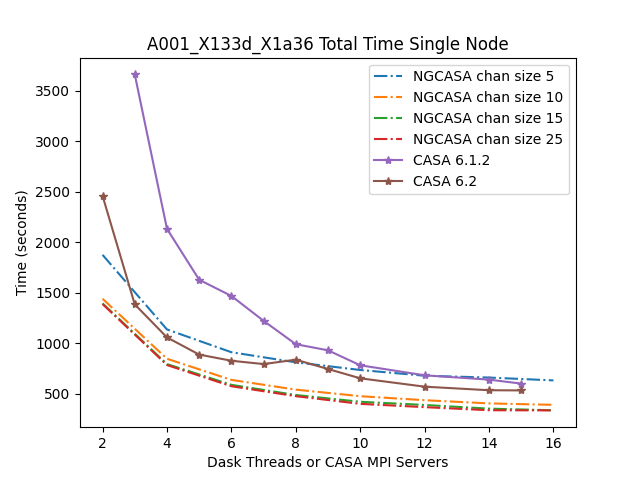 A001_X133d_X1a36 Total Time Single Node
NGCASA chan size 5
NGCASA chan size 10
NGCASA chan size 15
NGCASA chan size 25
CASA 6.1.2
CASA 6.2
Time (seconds)
3500
3000
2500
2000
1500
1000
500
2 4 6 8 10 12 14 16
Dask Threads or CASA MPI Servers